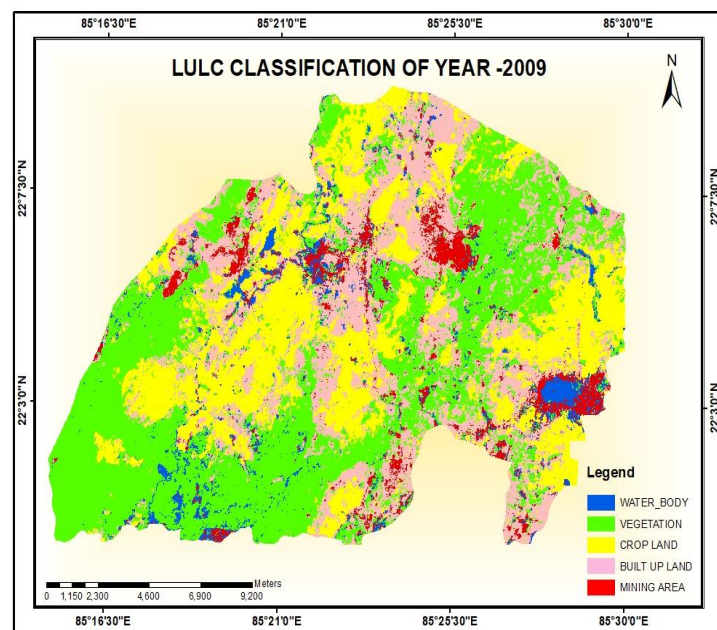 85°16'30"E 85°21'0"E 85°25'30"E 85°30'0"E
LULC CLASSIFICATION OF YEAR -2009
N
22°7'30"N 22°7'30"N
22°3'0"N 22°3'0"N
Legend
WATER_BODY
VEGETATION
CROP LAND
BUILT UP LAND
MINING AREA
Meters
0 1,150 2,300 4,600 6,900 9,200
85°16'30"E 85°21'0"E 85°25'30"E 85°30'0"E